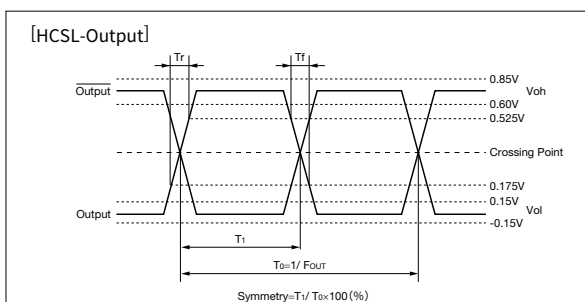 [HCSL-Output]
Tr
Tf
0.85V
Output
Voh
0.60V
0.525V
Crossing Point
0.175V
0.15V
Output
Vol
-0.15V
T1
T0=1/ FOUT
Symmetry=T1/ T0×100(%)